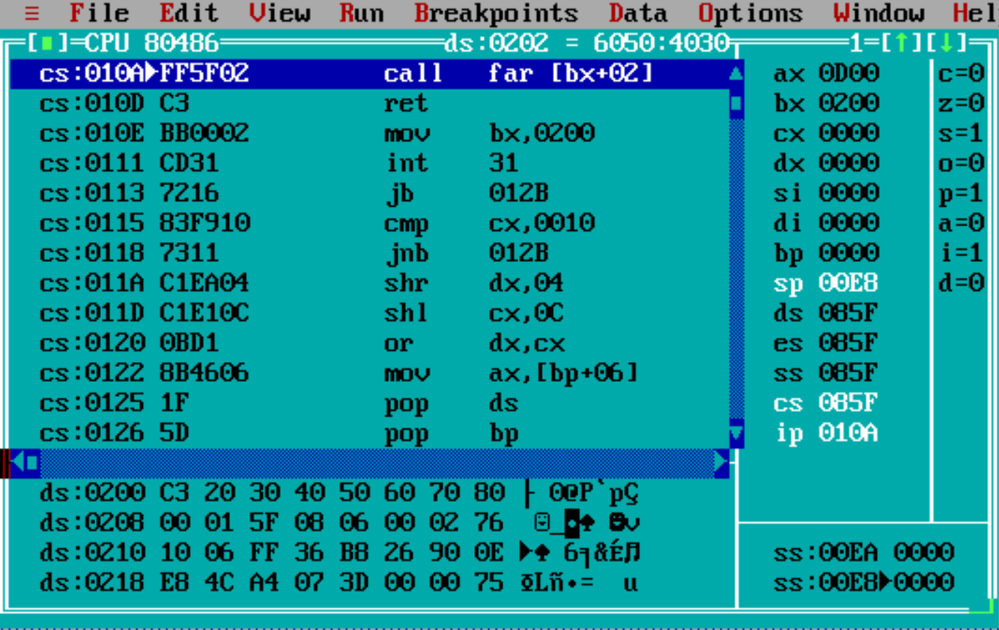 ≡ File Edit View Run Breakpoints Data Options Window Hel
[■]=CPU 80486 ds:0202 = 6050:4030 1=[↑][↓]
cs:010A►FF5F02 call far [bx+02] ax 0D00 c=0
cs:010D C3 ret bx 0200 z=0
cs:010E BB0002 mov bx,0200 cx 0000 s=1
cs:0111 CD31 int 31 dx 0000 o=0
cs:0113 7216 jb 012B si 0000 p=1
cs:0115 83F910 cmp cx,0010 di 0000 a=0
cs:0118 7311 jnb 012B bp 0000 i=1
cs:011A C1EA04 shr dx,04 sp 00E8 d=0
cs:011D C1E10C shl cx,0C ds 085F
cs:0120 0BD1 or dx,cx es 085F
cs:0122 8B4606 mov ax,[bp+06] ss 085F
cs:0125 1F pop ds cs 085F
cs:0126 5D pop bp ip 010A
ds:0200 C3 20 30 40 50 60 70 80 ├ 0@P`pÇ
ds:0208 00 01 5F 08 06 00 02 76 ☺_◘♠ ☻v
ds:0210 10 06 FF 36 B8 26 90 0E ►♠ 6╕&É♫
ds:0218 E8 4C A4 07 3D 00 00 75 ΦLñ•= u
ss:00EA 0000
ss:00E8►0000